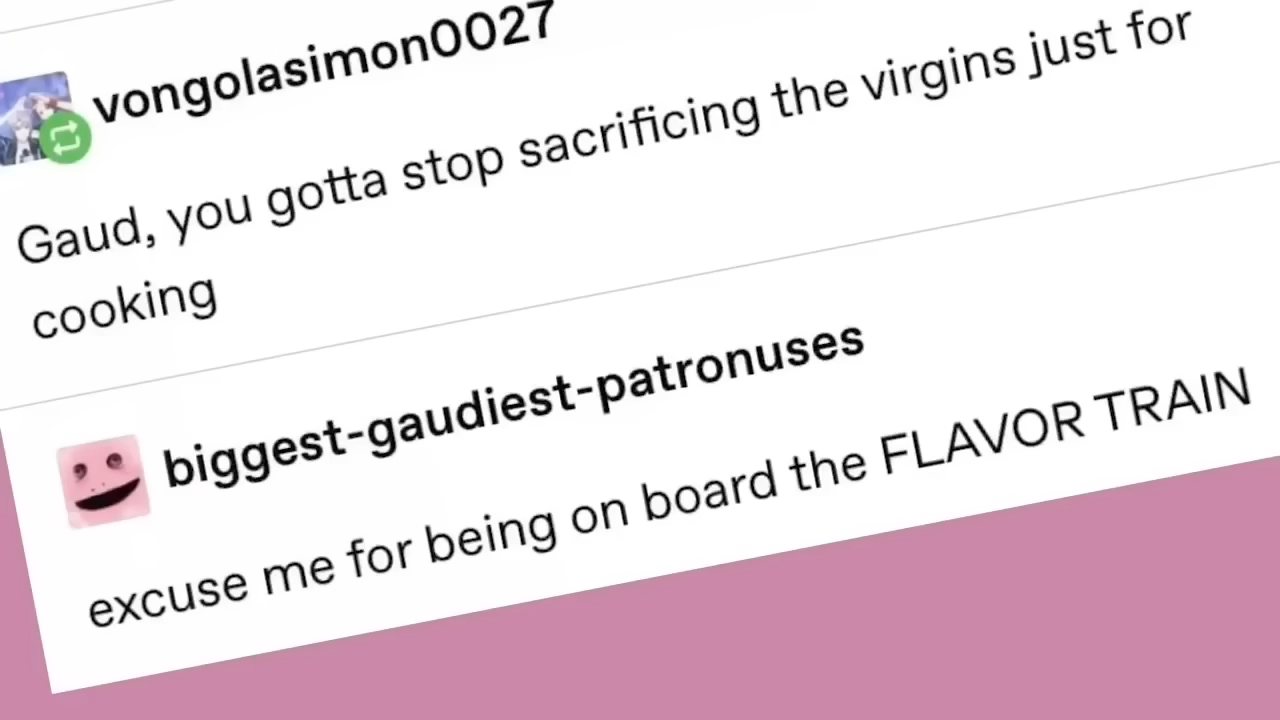 vongolasimon0027
Gaud, you gotta stop sacrificing the virgins just for
cooking
biggest-gaudiest-patronuses
excuse me for being on board the FLAVOR TRAIN